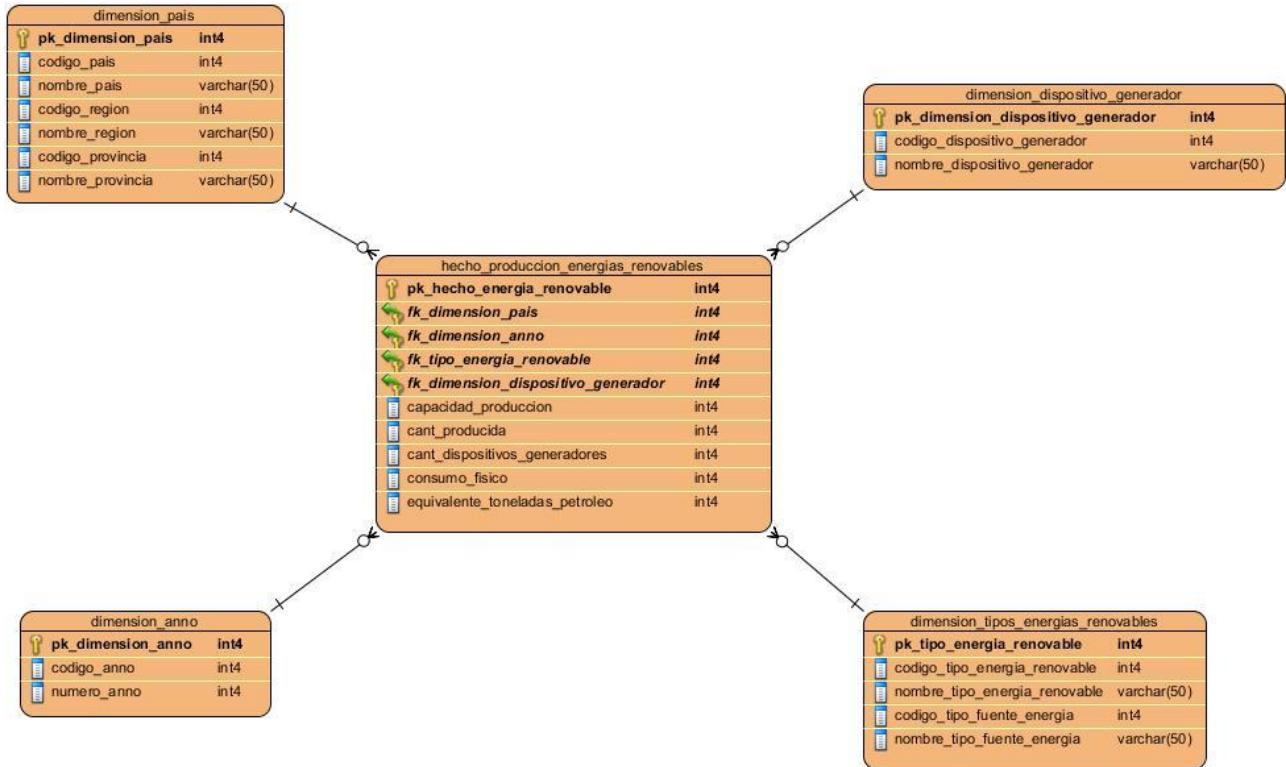 dimension_pais
pk_dimension_pais int4
codigo_pais int4
nombre_pais varchar(50)
codigo_region int4
nombre_region varchar(50)
codigo_provincia int4
nombre_provincia varchar(50)
dimension_dispositivo_generador
pk_dimension_dispositivo_generador int4
codigo_dispositivo_generador int4
nombre_dispositivo_generador varchar(50)
hecho_produccion_energias_renovables
pk_hecho_energia_renovable int4
fk_dimension_pais int4
fk_dimension_anno int4
fk_tipo_energia_renovable int4
fk_dimension_dispositivo_generador int4
capacidad_produccion int4
cant_producida int4
cant_dispositivos_generadores int4
consumo_fisico int4
equivalente_toneladas_petroleo int4
dimension_anno
pk_dimension_anno int4
codigo_anno int4
numero_anno int4
dimension_tipos_energias_renovables
pk_tipo_energia_renovable int4
codigo_tipo_energia_renovable int4
nombre_tipo_energia_renovable varchar(50)
codigo_tipo_fuente_energia int4
nombre_tipo_fuente_energia varchar(50)